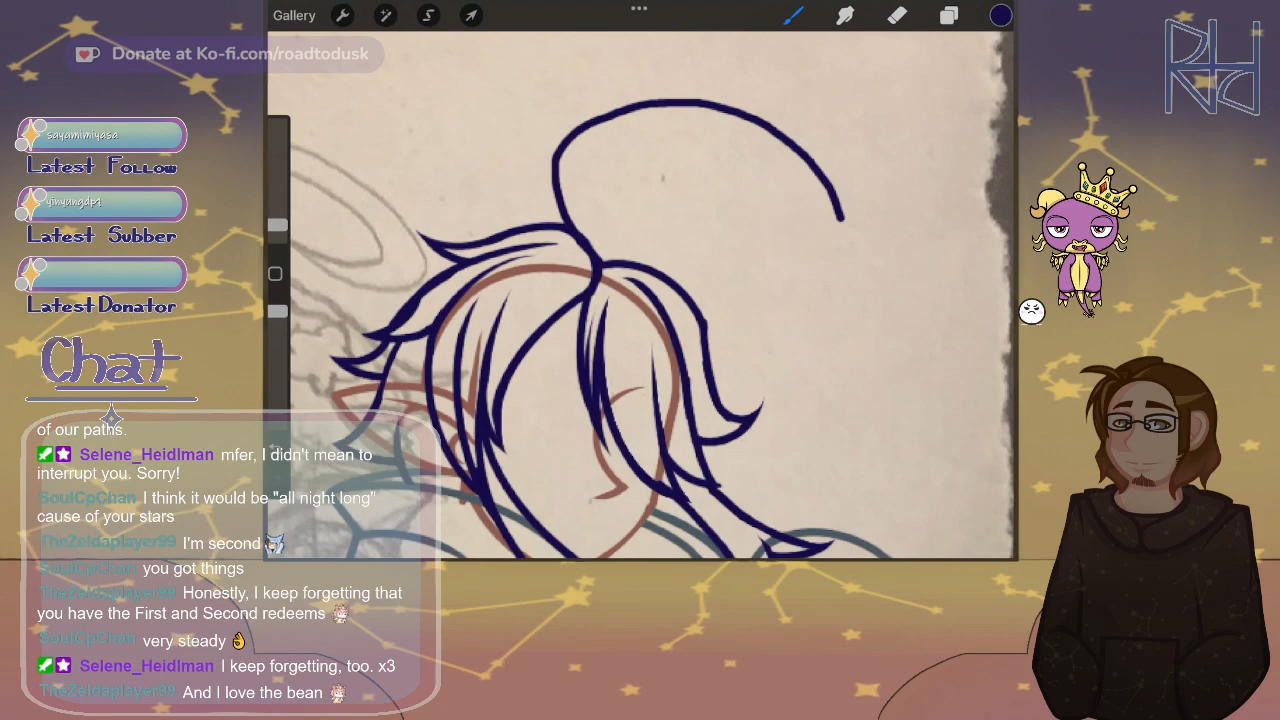 Gallery
Donate at Ko-fi.com/roadtodusk
sayamimiyasa
Latest Follow
yinyangdp1
Latest Subber
Latest Donator
Chat
of our paths.
Selene_Heidlman mfer, I didn't mean to
interrupt you. Sorry!
SoulCpChan I think it would be "all night long"
cause of your stars
TheZeldaplayer99 I'm second
SoulCpChan you got things
TheZeldaplayer99 Honestly, I keep forgetting that
you have the First and Second redeems
SoulCpChan very steady 👌
Selene_Heidlman I keep forgetting, too. x3
TheZeldaplayer99 And I love the bean